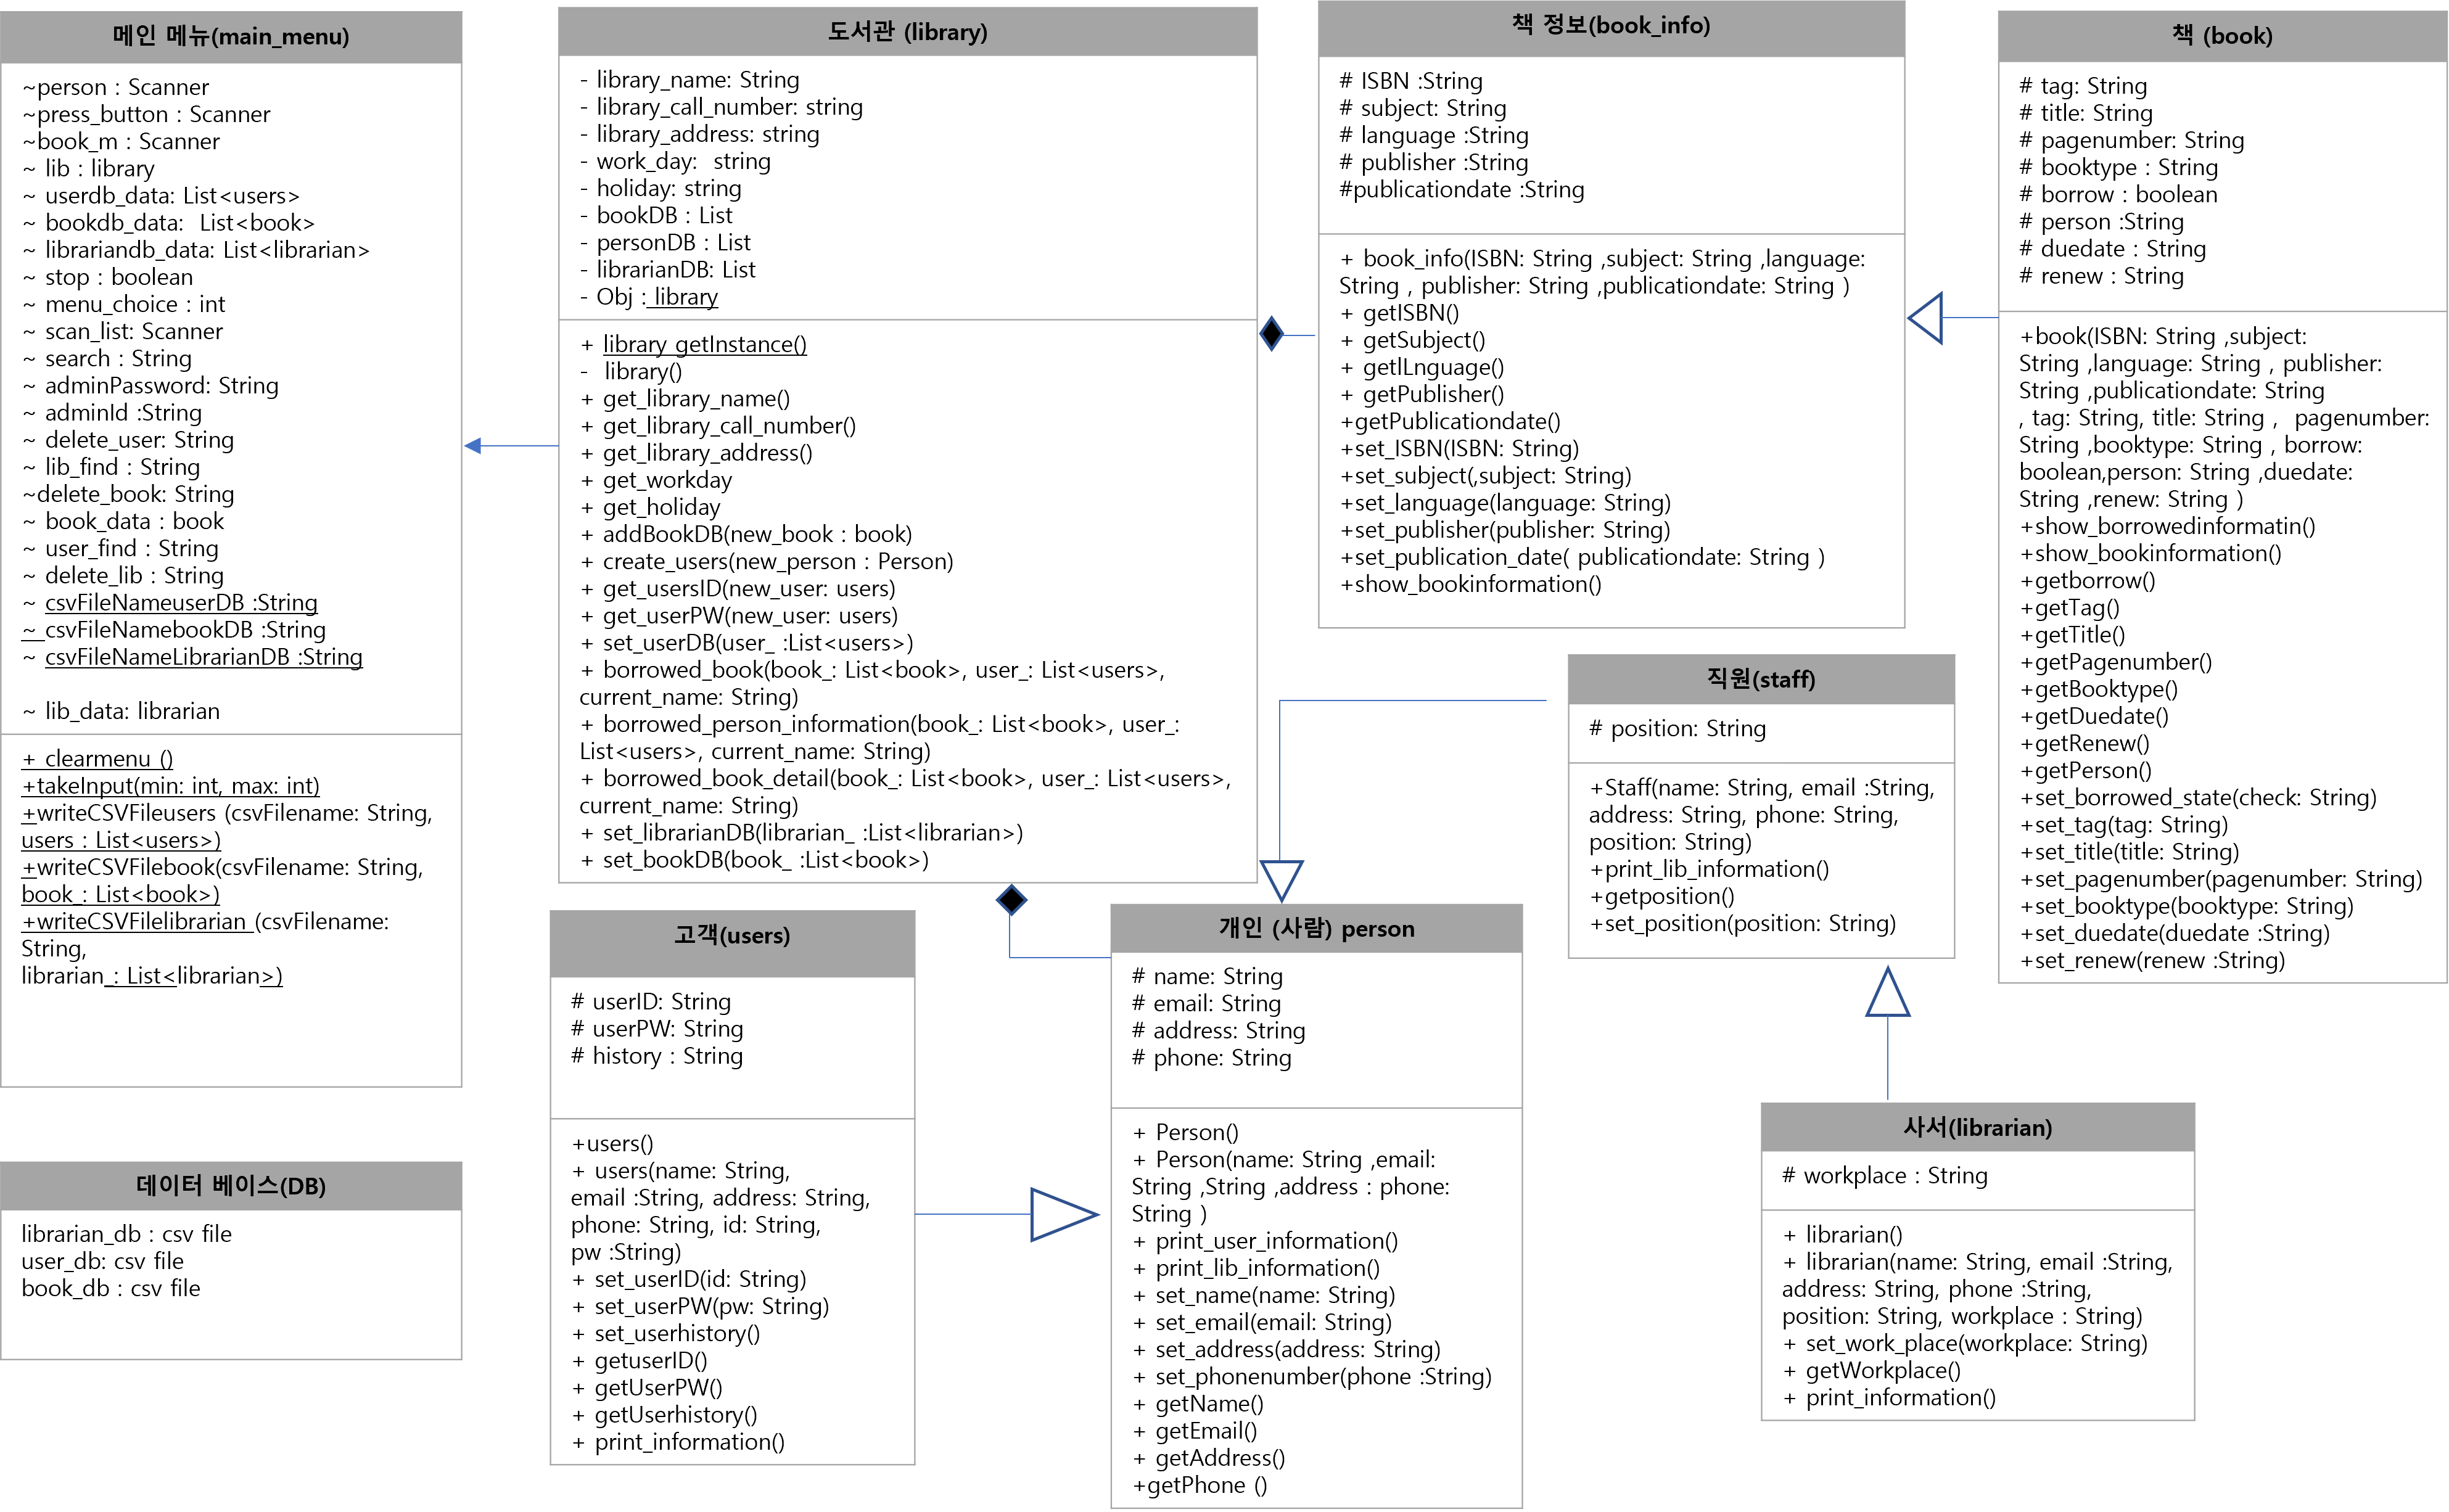 메인 메뉴(main_menu)
~person : Scanner
~press_button : Scanner
~book_m : Scanner
~ lib : library
~ userdb_data: List<users>
~ bookdb_data:  List<book>
~ librariandb_data: List<librarian>
~ stop : boolean
~ menu_choice : int
~ scan_list: Scanner
~ search : String
~ adminPassword: String
~ adminId :String
~ delete_user: String
~ lib_find : String
~delete_book: String
~ book_data : book
~ user_find : String
~ delete_lib : String
~ csvFileNameuserDB :String
~ csvFileNamebookDB :String
~ csvFileNameLibrarianDB :String
~ lib_data: librarian
+ clearmenu ()
+takeInput(min: int, max: int)
+writeCSVFileusers (csvFilename: String,
users : List<users>)
+writeCSVFilebook(csvFilename: String,
book_: List<book>)
+writeCSVFilelibrarian (csvFilename:
String,
librarian_: List<librarian>)
데이터 베이스(DB)
librarian_db : csv file
user_db: csv file
book_db : csv file
도서관 (library)
- library_name: String
- library_call_number: string
- library_address: string
- work_day:  string
- holiday: string
- bookDB : List
- personDB : List
- librarianDB: List
- Obj : library
+ library getInstance()
-  library()
+ get_library_name()
+ get_library_call_number()
+ get_library_address()
+ get_workday
+ get_holiday
+ addBookDB(new_book : book)
+ create_users(new_person : Person)
+ get_usersID(new_user: users)
+ get_userPW(new_user: users)
+ set_userDB(user_ :List<users>)
+ borrowed_book(book_: List<book>, user_: List<users>,
current_name: String)
+ borrowed_person_information(book_: List<book>, user_:
List<users>, current_name: String)
+ borrowed_book_detail(book_: List<book>, user_: List<users>,
current_name: String)
+ set_librarianDB(librarian_ :List<librarian>)
+ set_bookDB(book_ :List<book>)
고객(users)
# userID: String
# userPW: String
# history : String
+users()
+ users(name: String,
email :String, address: String,
phone: String, id: String,
pw :String)
+ set_userID(id: String)
+ set_userPW(pw: String)
+ set_userhistory()
+ getuserID()
+ getUserPW()
+ getUserhistory()
+ print_information()
개인 (사람) person
# name: String
# email: String
# address: String
# phone: String
+ Person()
+ Person(name: String ,email:
String ,String ,address : phone:
String )
+ print_user_information()
+ print_lib_information()
+ set_name(name: String)
+ set_email(email: String)
+ set_address(address: String)
+ set_phonenumber(phone :String)
+ getName()
+ getEmail()
+ getAddress()
+getPhone ()
책 정보(book_info)
# ISBN :String
# subject: String
# language :String
# publisher :String
#publicationdate :String
+ book_info(ISBN: String ,subject: String ,language:
String , publisher: String ,publicationdate: String )
+ getISBN()
+ getSubject()
+ getlLnguage()
+ getPublisher()
+getPublicationdate()
+set_ISBN(ISBN: String)
+set_subject(,subject: String)
+set_language(language: String)
+set_publisher(publisher: String)
+set_publication_date( publicationdate: String )
+show_bookinformation()
직원(staff)
# position: String
+Staff(name: String, email :String,
address: String, phone: String,
position: String)
+print_lib_information()
+getposition()
+set_position(position: String)
사서(librarian)
# workplace : String
+ librarian()
+ librarian(name: String, email :String,
address: String, phone :String,
position: String, workplace : String)
+ set_work_place(workplace: String)
+ getWorkplace()
+ print_information()
책 (book)
# tag: String
# title: String
# pagenumber: String
# booktype : String
# borrow : boolean
# person :String
# duedate : String
# renew : String
+book(ISBN: String ,subject:
String ,language: String , publisher:
String ,publicationdate: String
, tag: String, title: String ,  pagenumber:
String ,booktype: String , borrow:
boolean,person: String ,duedate:
String ,renew: String )
+show_borrowedinformatin()
+show_bookinformation()
+getborrow()
+getTag()
+getTitle()
+getPagenumber()
+getBooktype()
+getDuedate()
+getRenew()
+getPerson()
+set_borrowed_state(check: String)
+set_tag(tag: String)
+set_title(title: String)
+set_pagenumber(pagenumber: String)
+set_booktype(booktype: String)
+set_duedate(duedate :String)
+set_renew(renew :String)